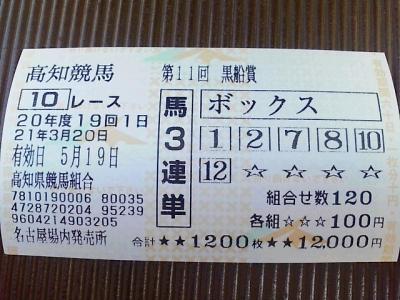 高知競馬
第11回 黒船賞
10 レース
20年度19回1日
21年3月20日
有効日 5月19日
高知県競馬組合
7810190006 80035
4728720204 95239
9604214903205
名古屋場内発売所
馬3連単
ボックス
1 2 7 8 10
12 ☆ ☆ ☆ ☆
組合せ数120
各組☆☆☆100円
合計★★1200枚★★12,000円